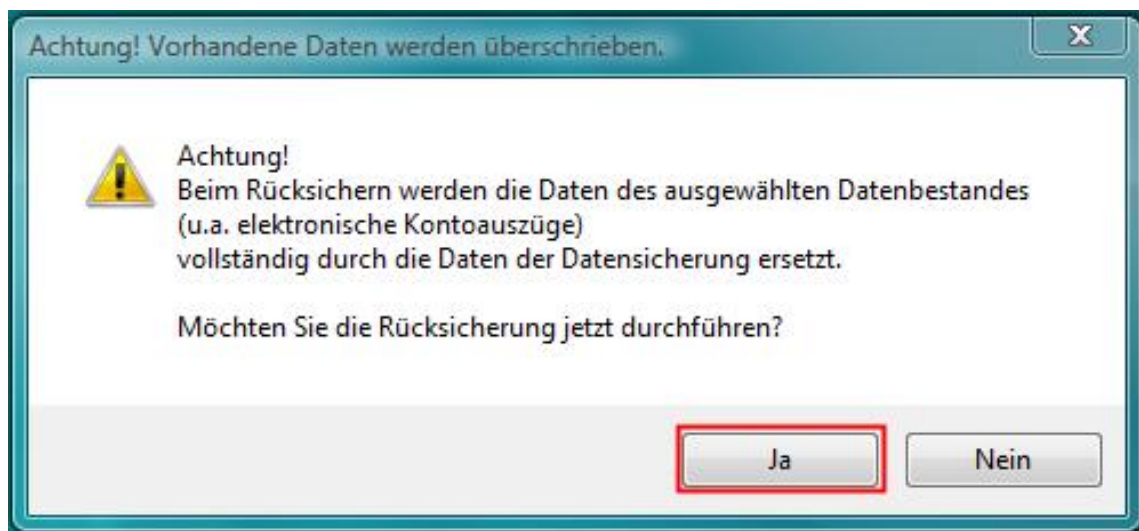 Achtung! Vorhandene Daten werden überschrieben.
Achtung!
Beim Rücksichern werden die Daten des ausgewählten Datenbestandes
(u.a. elektronische Kontoauszüge)
vollständig durch die Daten der Datensicherung ersetzt.
Möchten Sie die Rücksicherung jetzt durchführen?
Ja
Nein